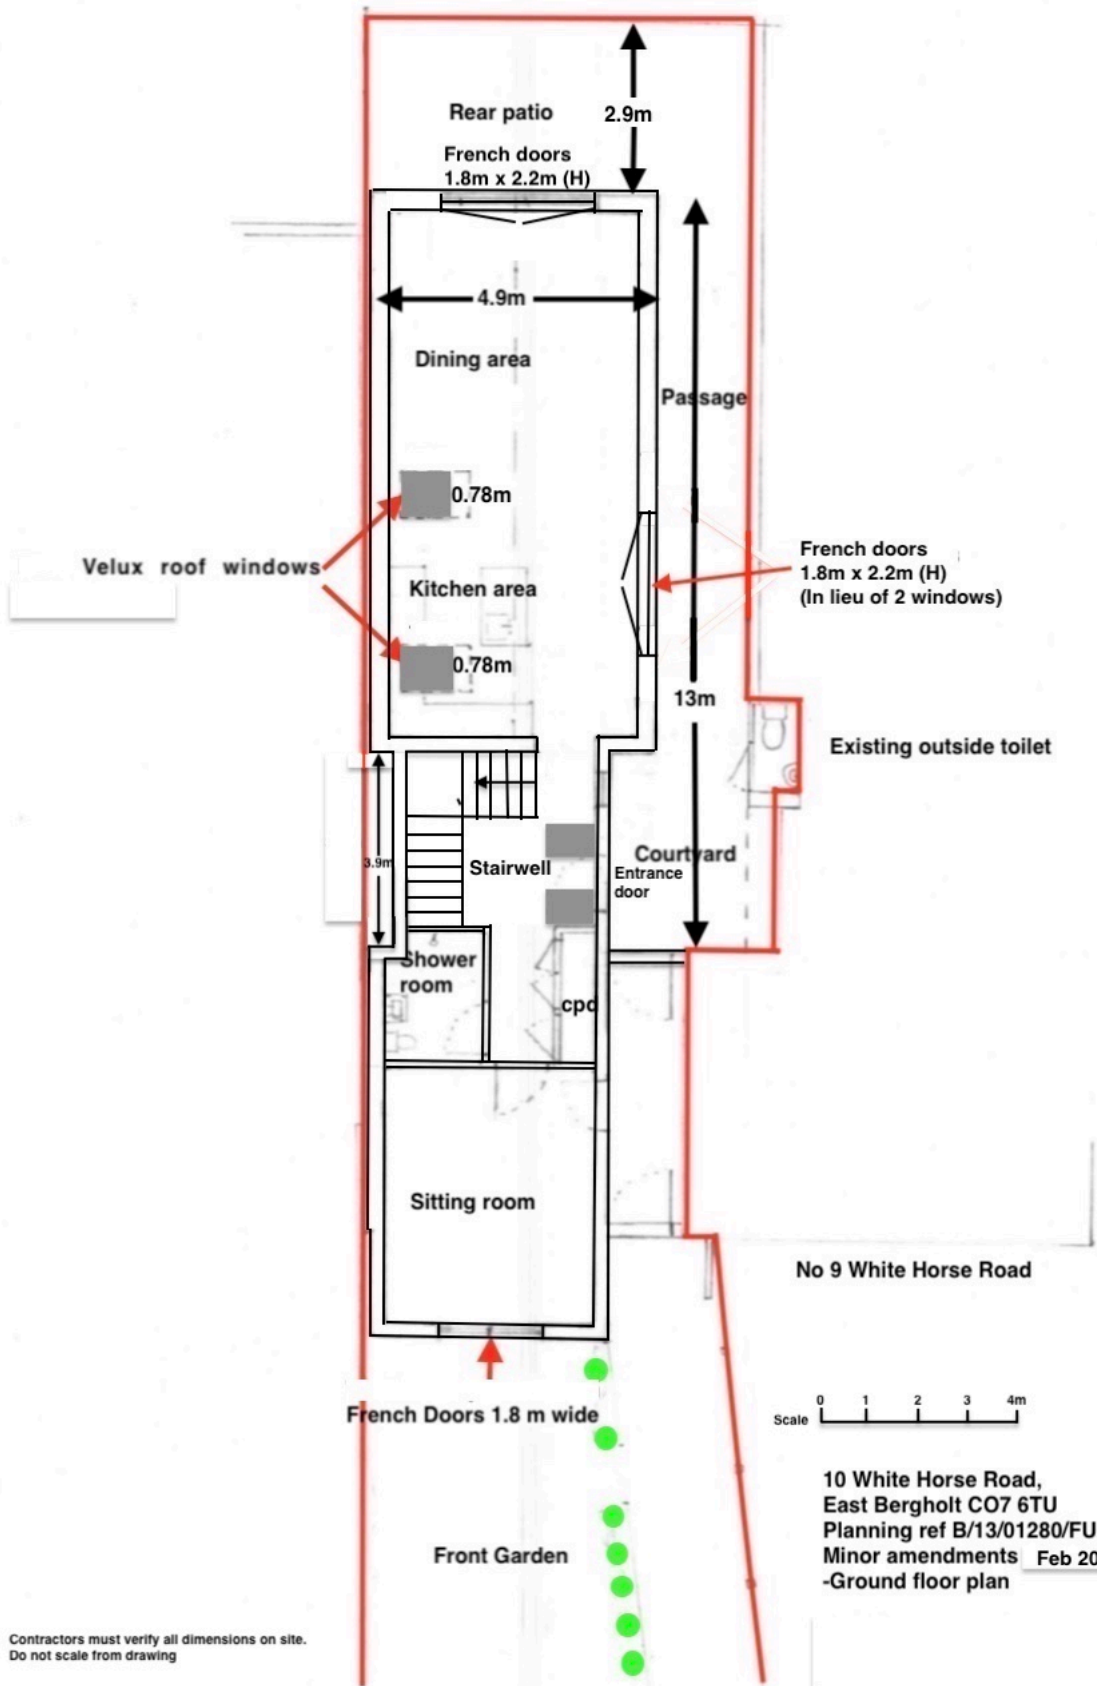 Rear patio
2.9m
French doors
1.8m x 2.2m (H)
4.9m
Dining area
Passage
0.78m
Velux roof windows
French doors
1.8m x 2.2m (H)
(In lieu of 2 windows)
Kitchen area
0.78m
13m
Existing outside toilet
3.9m
Stairwell
Courtyard
Entrance
door
Shower
room
cpd
Sitting room
No 9 White Horse Road
French Doors 1.8 m wide
0 1 2 3 4m
Scale
10 White Horse Road,
East Bergholt CO7 6TU
Planning ref B/13/01280/FU
Minor amendments Feb 20
-Ground floor plan
Front Garden
Contractors must verify all dimensions on site.
Do not scale from drawing